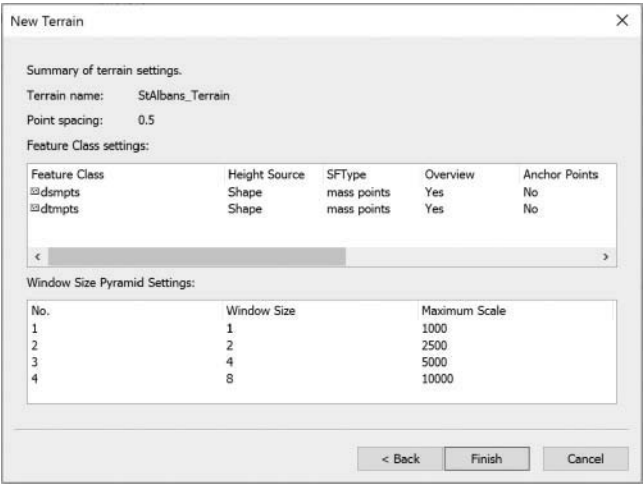 New Terrain
Summary of terrain settings.
Terrain name: StAlbans_Terrain
Point spacing: 0.5
Feature Class settings:
Feature Class Height Source SFType Overview Anchor Points
dsmpts Shape mass points Yes No
dtmpts Shape mass points Yes No
Window Size Pyramid Settings:
No. Window Size Maximum Scale
1 1 1000
2 2 2500
3 4 5000
4 8 10000
< Back Finish Cancel